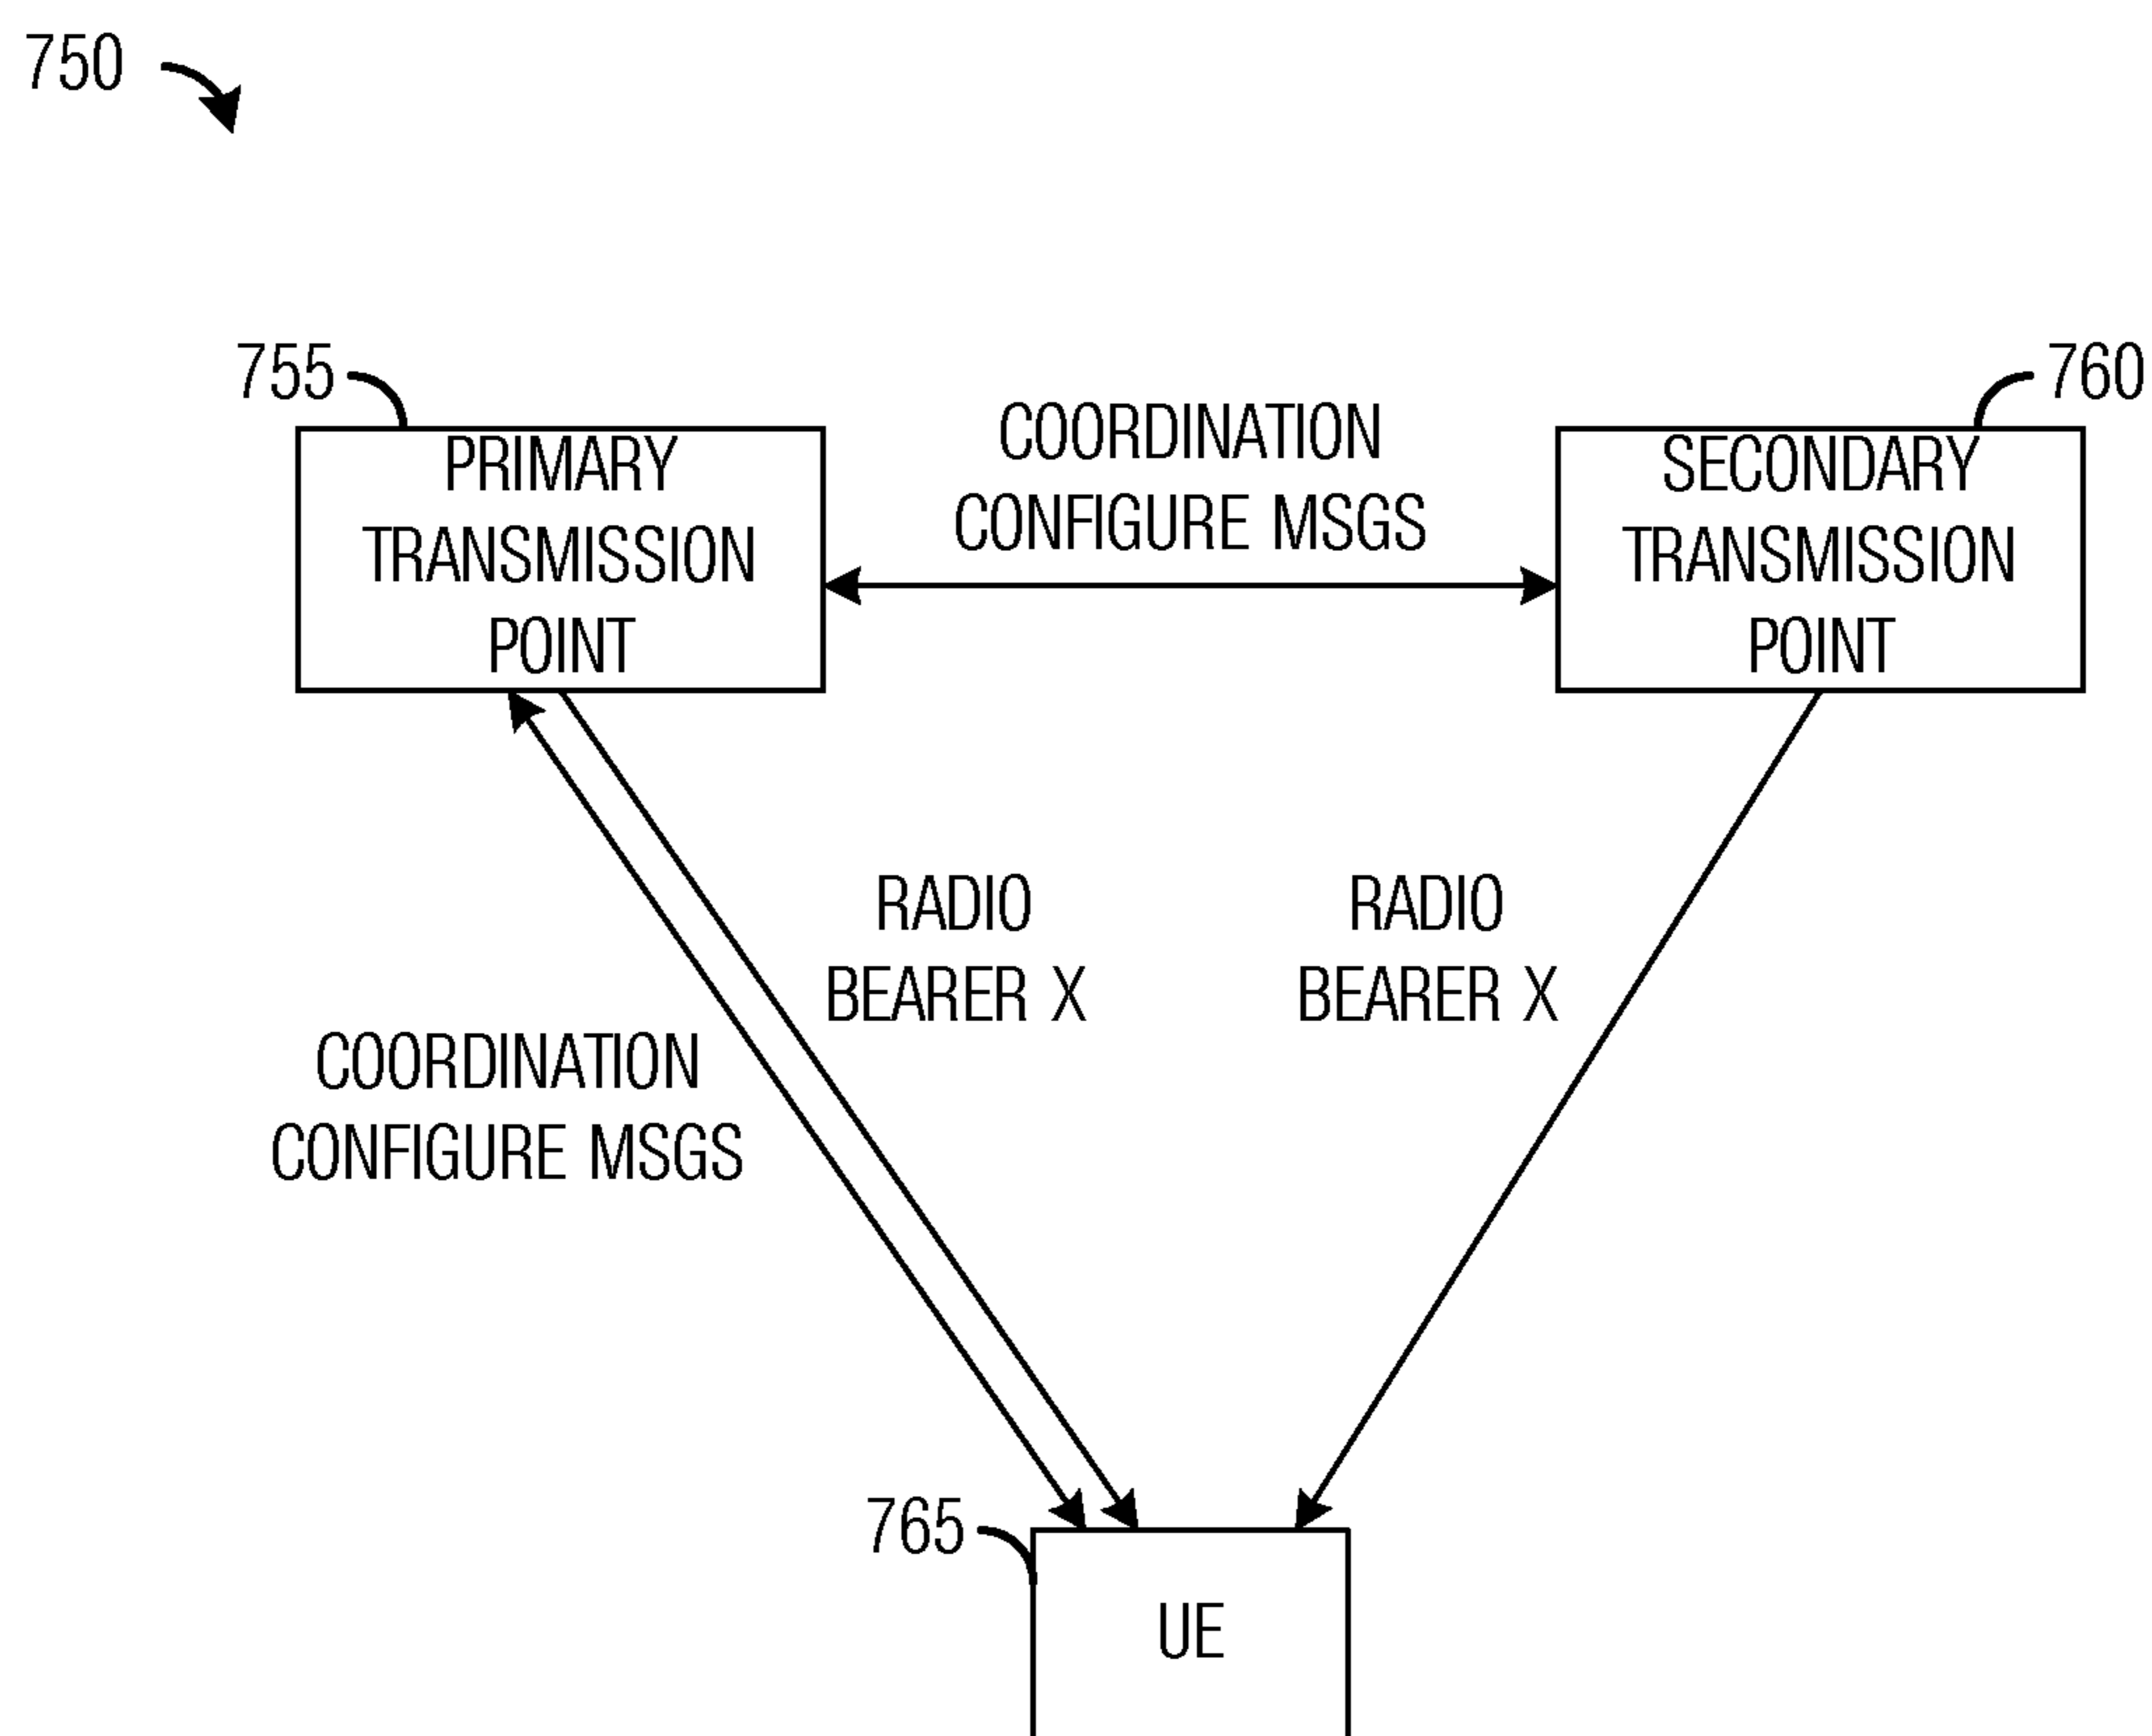 750
755
760
PRIMARY
TRANSMISSION
POINT
COORDINATION
CONFIGURE MSGS
SECONDARY
TRANSMISSION
POINT
RADIO
BEARER X
RADIO
BEARER X
COORDINATION
CONFIGURE MSGS
765
UE